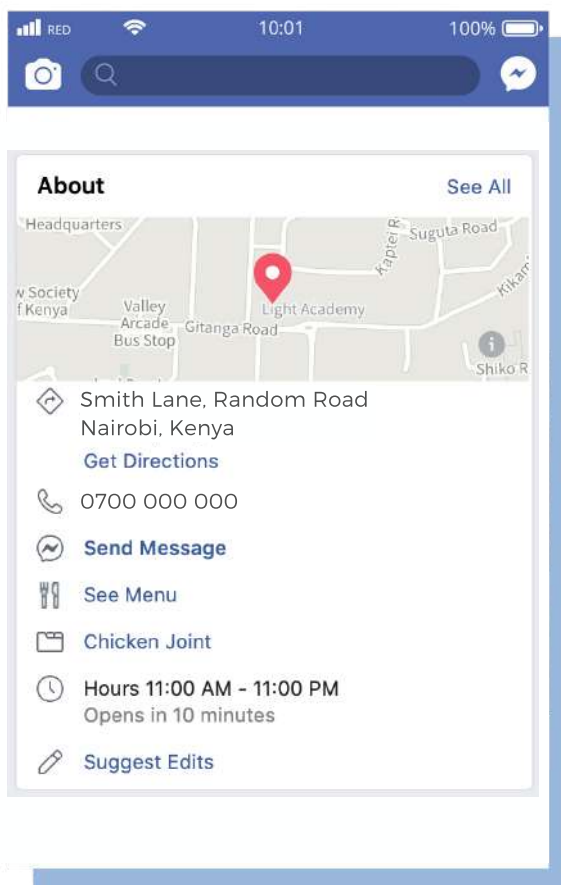 RED 10:01 100%
About See All
Headquarters
Kaptei R
Suguta Road
Kikam
w Society
f Kenya
Valley
Arcade
Bus Stop
Light Academy
Gitanga Road
Shiko R
Smith Lane, Random Road
Nairobi, Kenya
Get Directions
0700 000 000
Send Message
See Menu
Chicken Joint
Hours 11:00 AM - 11:00 PM
Opens in 10 minutes
Suggest Edits